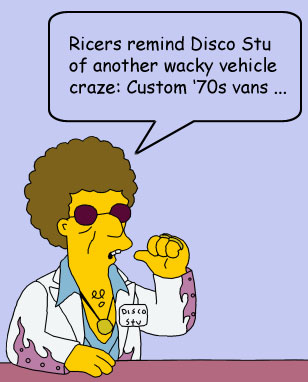 Ricers remind Disco Stu
of another wacky vehicle
craze: Custom ‘70s vans ...
DISCO
Stu